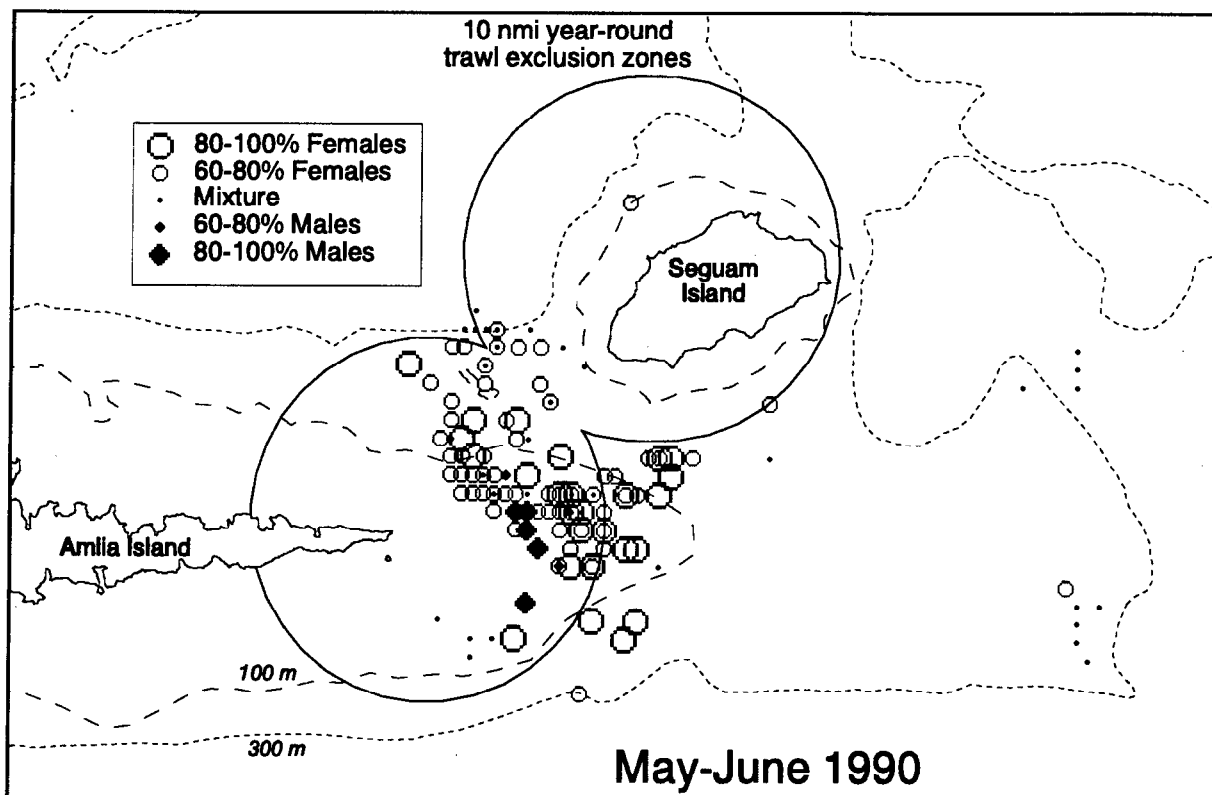 10 nmi year-round
trawl exclusion zones
80-100% Females
60-80% Females
Mixture
60-80% Males
80-100% Males
Seguam
Island
Amlia Island
100 m
300 m
May-June 1990